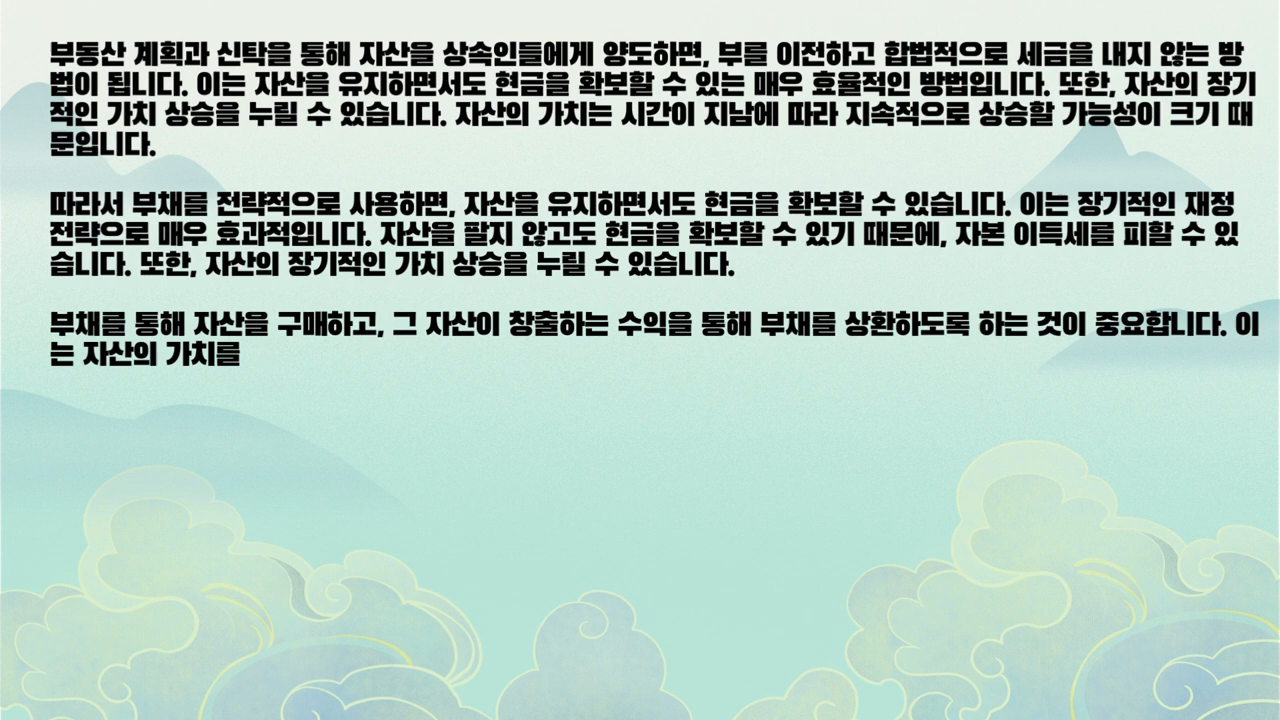 부동산 계획과 신탁을 통해 자산을 상속인들에게 양도하면, 부를 이전하고 합법적으로 세금을 내지 않는 방
법이 됩니다. 이는 자산을 유지하면서도 현금을 확보할 수 있는 매우 효율적인 방법입니다. 또한, 자산의 장기
적인 가치 상승을 누릴 수 있습니다. 자산의 가치는 시간이 지남에 따라 지속적으로 상승할 가능성이 크기 때
문입니다.
따라서 부채를 전략적으로 사용하면, 자산을 유지하면서도 현금을 확보할 수 있습니다. 이는 장기적인 재정
전략으로 매우 효과적입니다. 자산을 팔지 않고도 현금을 확보할 수 있기 때문에, 자본 이득세를 피할 수 있
습니다. 또한, 자산의 장기적인 가치 상승을 누릴 수 있습니다.
부채를 통해 자산을 구매하고, 그 자산이 창출하는 수익을 통해 부채를 상환하도록 하는 것이 중요합니다. 이
는 자산의 가치를